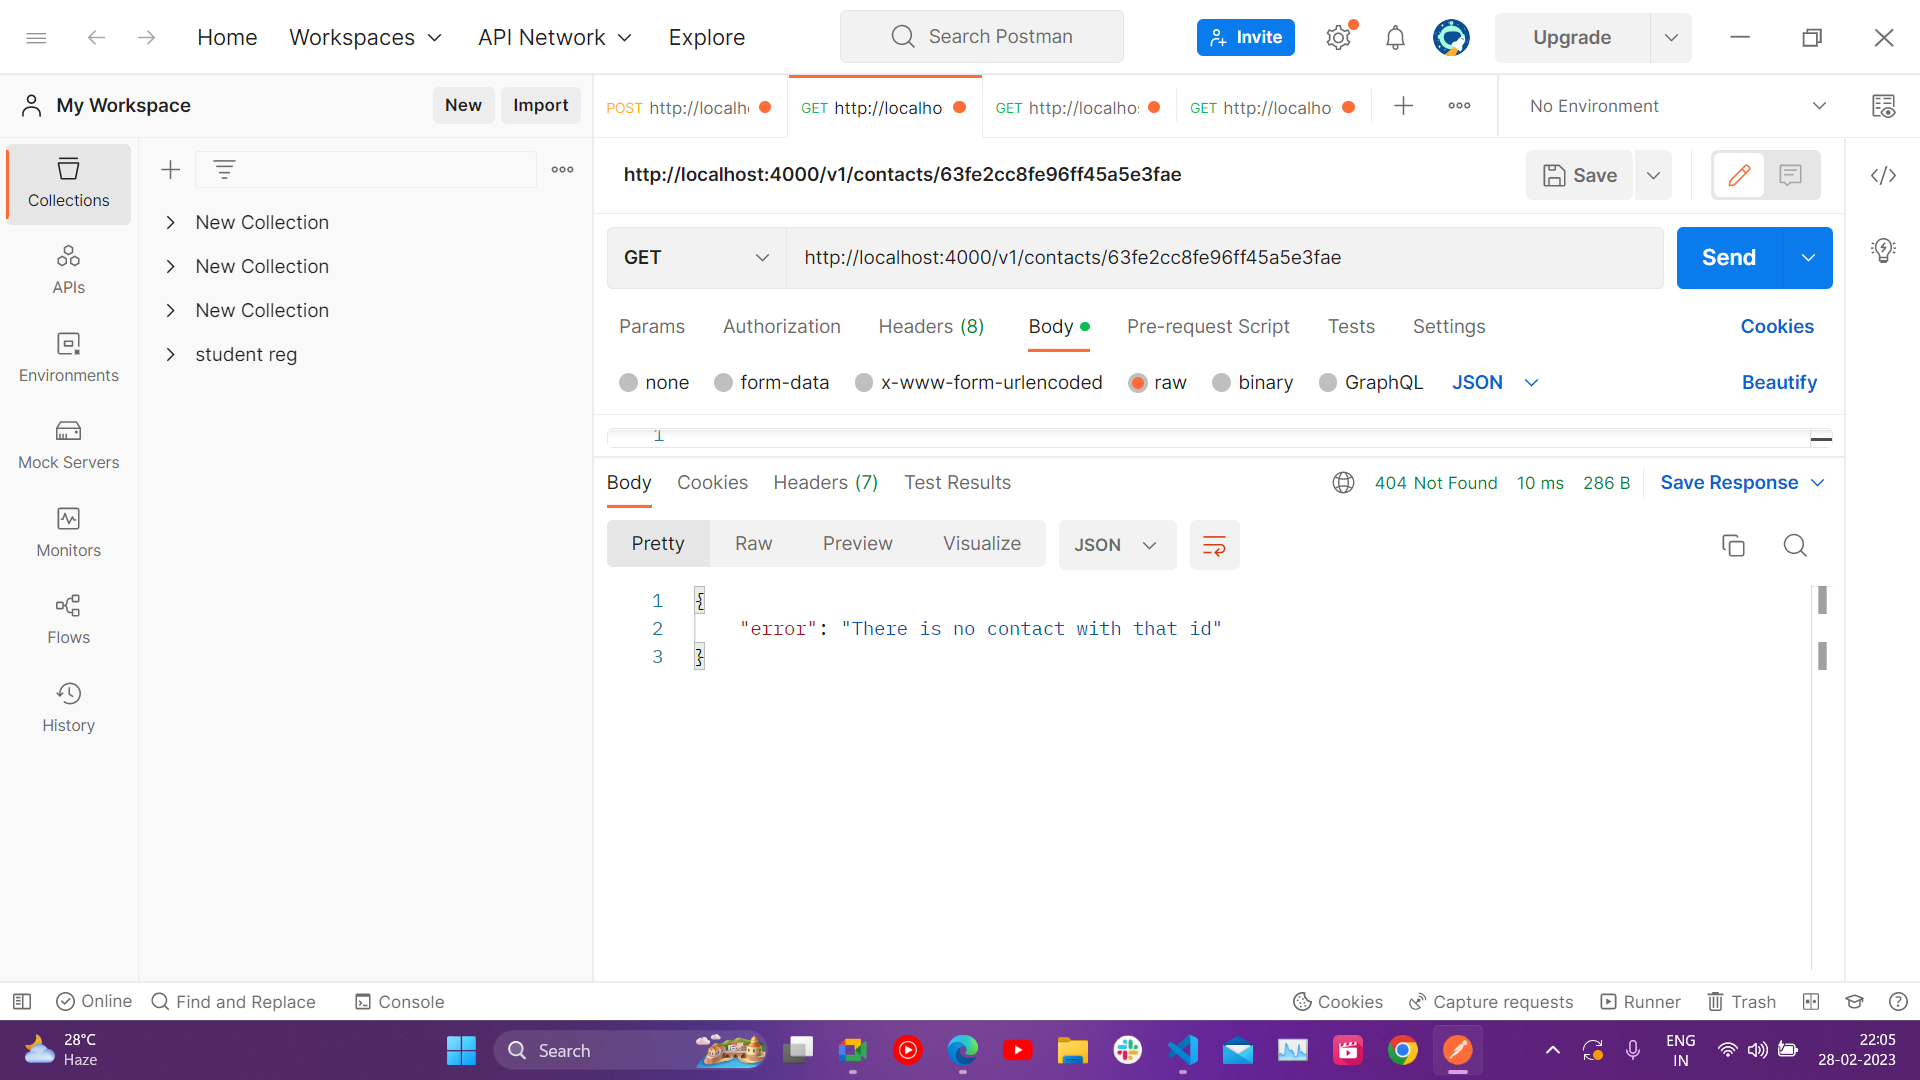 Home
Workspaces
API Network
Explore
Search Postman
Invite
Upgrade
My Workspace
New
Import
POST http://localh
GET http://localho
GET http://localho
GET http://localho
No Environment
Collections
APIs
Environments
Mock Servers
Monitors
Flows
History
New Collection
New Collection
New Collection
student reg
http://localhost:4000/v1/contacts/63fe2cc8fe96ff45a5e3fae
Save
GET
http://localhost:4000/v1/contacts/63fe2cc8fe96ff45a5e3fae
Send
Params
Authorization
Headers (8)
Body
Pre-request Script
Tests
Settings
Cookies
none
form-data
x-www-form-urlencoded
raw
binary
GraphQL
JSON
Beautify
1
Body
Cookies
Headers (7)
Test Results
404 Not Found
10 ms
286 B
Save Response
Pretty
Raw
Preview
Visualize
JSON
1 {
2 "error": "There is no contact with that id"
3 }
Online
Find and Replace
Console
Cookies
Capture requests
Runner
Trash
28°C
Haze
Search
ENG
IN
22:05
28-02-2023